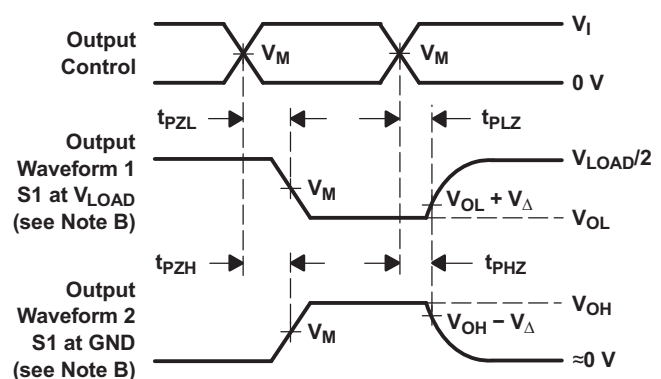 Output
Control
V_M
V_M
V_I
0 V
t_PZL
t_PLZ
Output
Waveform 1
S1 at V_LOAD
(see Note B)
V_M
V_LOAD/2
V_OL + V_Δ
V_OL
t_PZH
t_PHZ
Output
Waveform 2
S1 at GND
(see Note B)
V_M
V_OH
V_OH − V_Δ
≈0 V